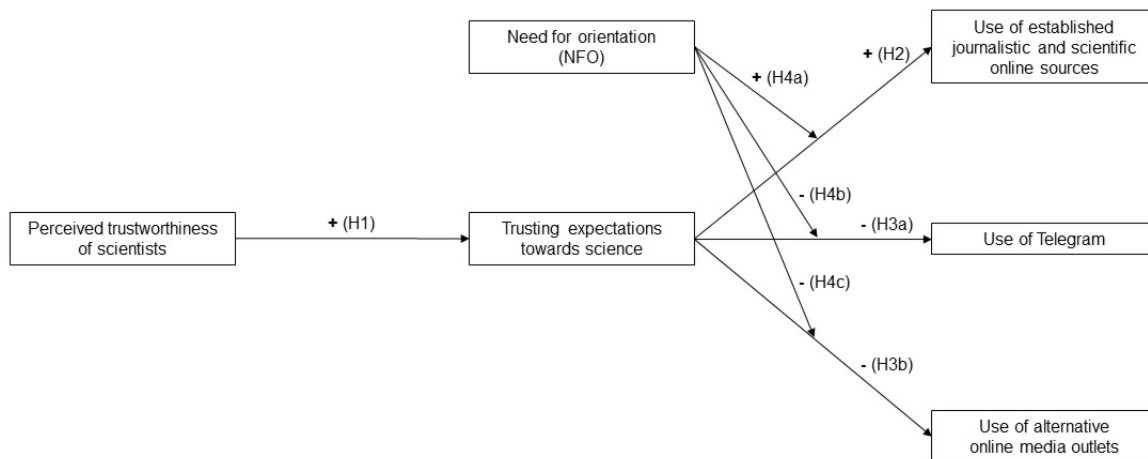 Need for orientation
(NFO)
Use of established
journalistic and scientific
online sources
+ (H2)
+ (H4a)
- (H4b)
Perceived trustworthiness
of scientists
+ (H1)
Trusting expectations
towards science
- (H3a)
Use of Telegram
- (H4c)
- (H3b)
Use of alternative
online media outlets